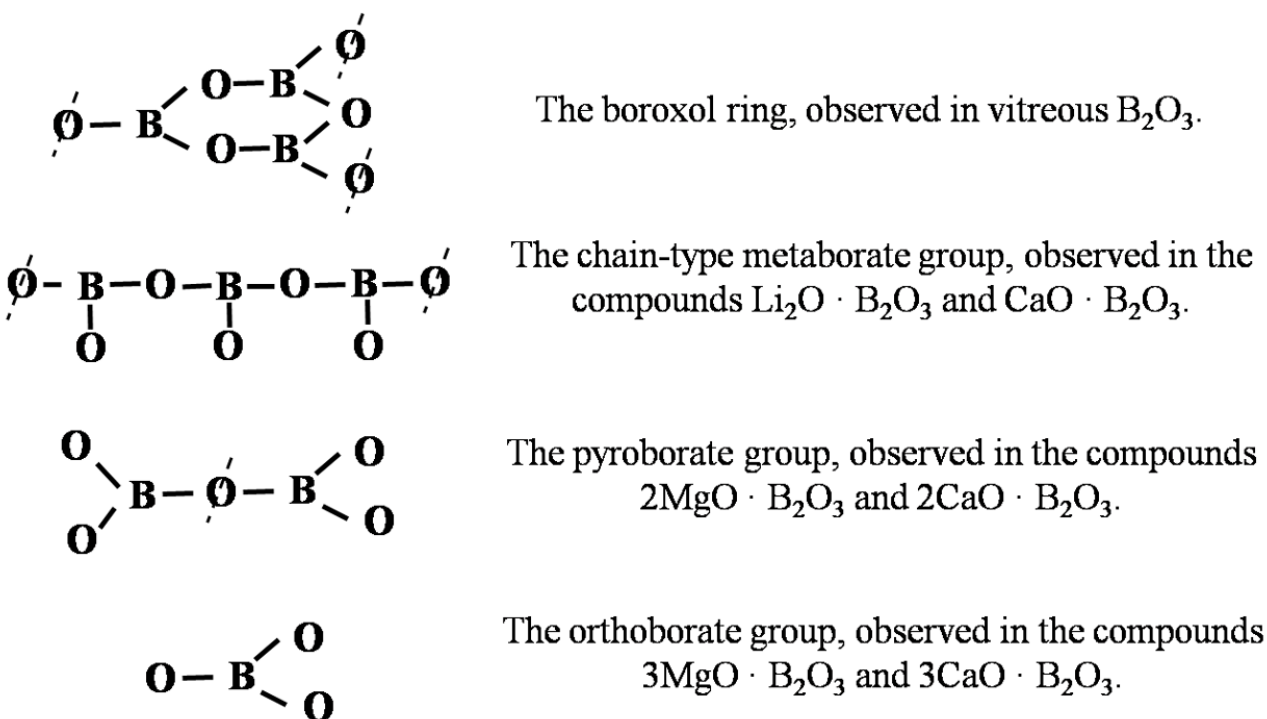 O
O—B
O—B
O
The boroxol ring, observed in vitreous B₂O₃.
O—B
O
O-B—O—B—O—B—O
O O O
The chain-type metaborate group, observed in the
compounds Li₂O · B₂O₃ and CaO · B₂O₃.
O O
B—O—B
O O
The pyroborate group, observed in the compounds
2MgO · B₂O₃ and 2CaO · B₂O₃.
O
O—B
O
The orthoborate group, observed in the compounds
3MgO · B₂O₃ and 3CaO · B₂O₃.